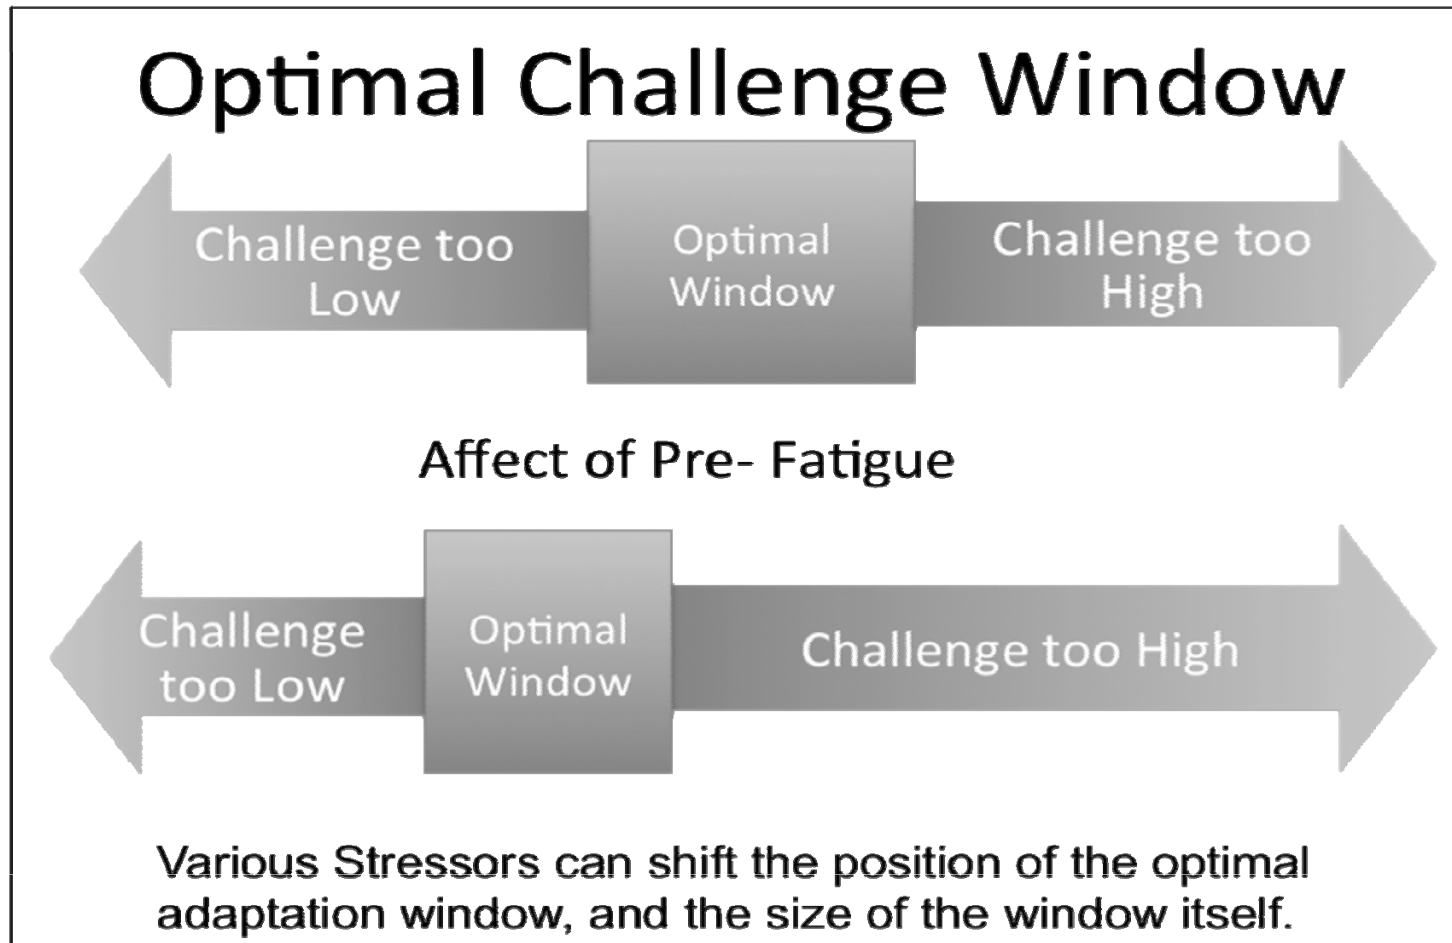 Optimal Challenge Window
Challenge too
Low
Optimal
Window
Challenge too
High
Affect of Pre- Fatigue
Challenge
too Low
Optimal
Window
Challenge too High
Various Stressors can shift the position of the optimal
adaptation window, and the size of the window itself.